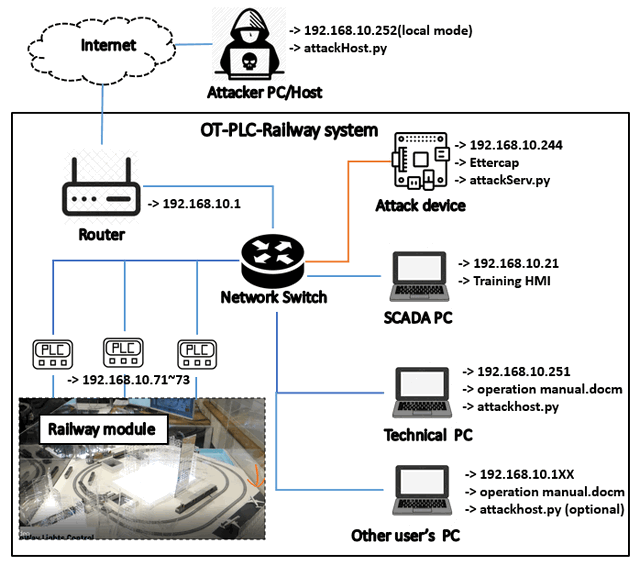 Internet
-> 192.168.10.252(local mode)
-> attackHost.py
Attacker PC/Host
OT-PLC-Railway system
-> 192.168.10.1
Router
-> 192.168.10.244
-> Ettercap
-> attackServ.py
Attack device
Network Switch
-> 192.168.10.21
-> Training HMI
SCADA PC
PLC
PLC
PLC
-> 192.168.10.71~73
-> 192.168.10.251
-> operation manual.docm
-> attackhost.py
Technical PC
Railway module
-> 192.168.10.1XX
-> operation manual.docm
-> attackhost.py (optional)
Other user's PC
Lights Control